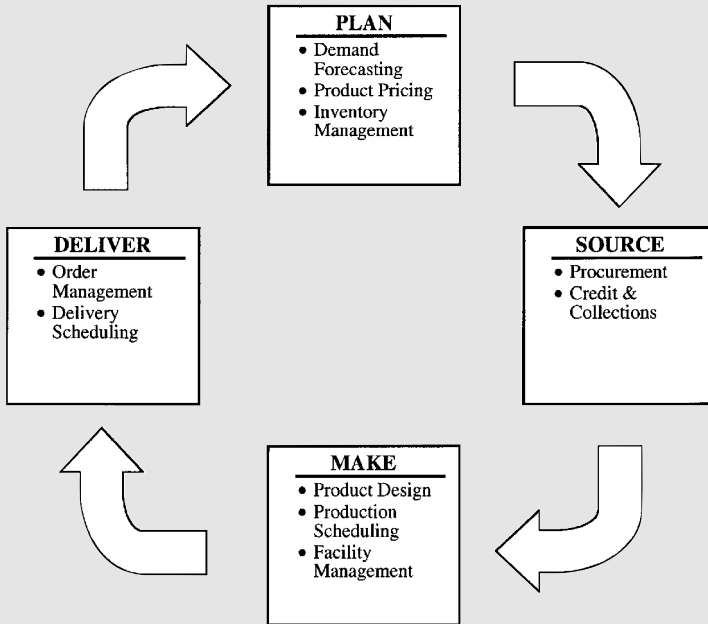 PLAN
• Demand
Forecasting
• Product Pricing
• Inventory
Management
SOURCE
• Procurement
• Credit &
Collections
MAKE
• Product Design
• Production
Scheduling
• Facility
Management
DELIVER
• Order
Management
• Delivery
Scheduling